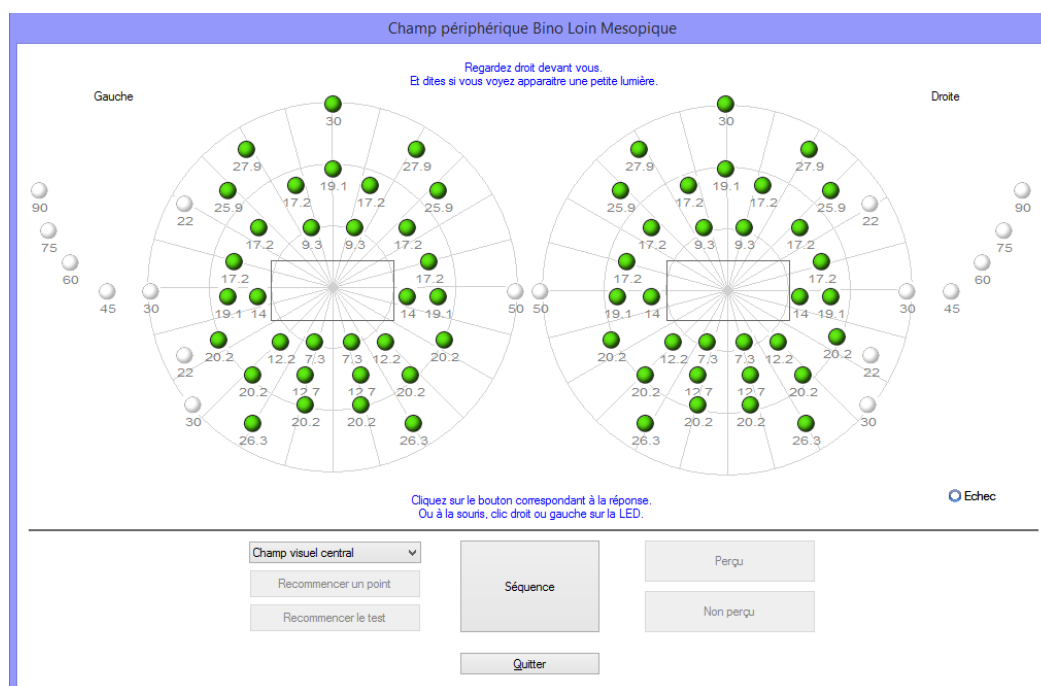 Champ périphérique Bino Loin Mesopique
Regardez droit devant vous.
Et dites si vous voyez apparaitre une petite lumière.
Gauche
Droite
30 30
27.9 27.9 27.9 27.9
19.1 19.1
25.9 17.2 17.2 25.9 25.9 17.2 17.2 25.9
90 22 22 90
17.2 9.3 9.3 17.2 17.2 9.3 9.3 17.2
75 75
60 17.2 17.2 17.2 17.2 60
45 30 50 50 30 45
19.1 14 14 19.1 19.1 14 14 19.1
20.2 12.2 7.3 7.3 12.2 20.2 20.2 12.2 7.3 7.3 12.2 20.2
22 22
20.2 12.7 12.7 20.2 20.2 12.7 12.7 20.2
30 20.2 20.2 20.2 20.2 30
26.3 26.3 26.3 26.3
Cliquez sur le bouton correspondant à la réponse.
Ou à la souris, clic droit ou gauche sur la LED.
Echec
Champ visuel central
Recommencer un point
Recommencer le test
Séquence
Perçu
Non perçu
Quitter